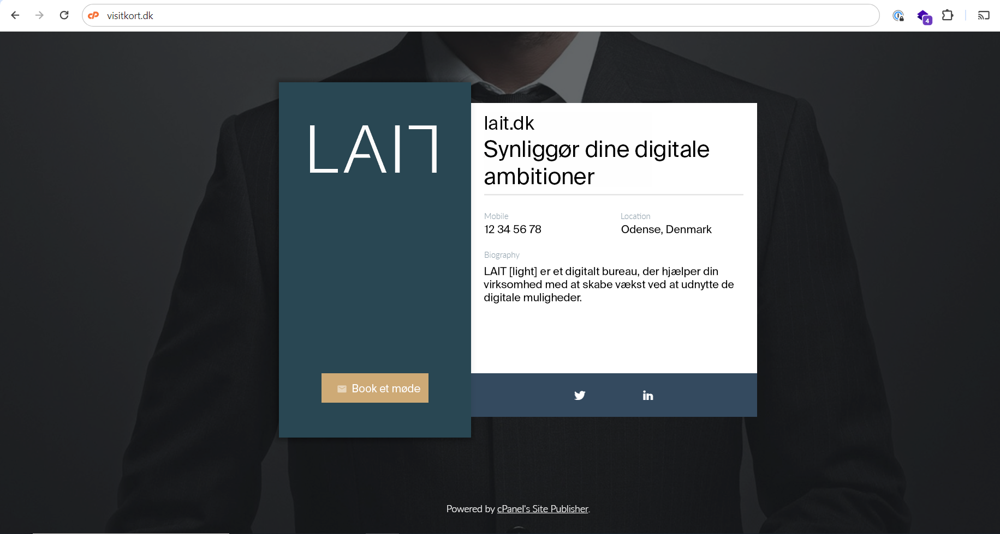 visitkort.dk
4
LAIT
lait.dk
Synliggør dine digitale
ambitioner
Mobile
Location
12 34 56 78
Odense, Denmark
Biography
LAIT [light] er et digitalt bureau, der hjælper din
virksomhed med at skabe vækst ved at udnytte de
digitale muligheder.
Book et møde
in
Powered by cPanel's Site Publisher.